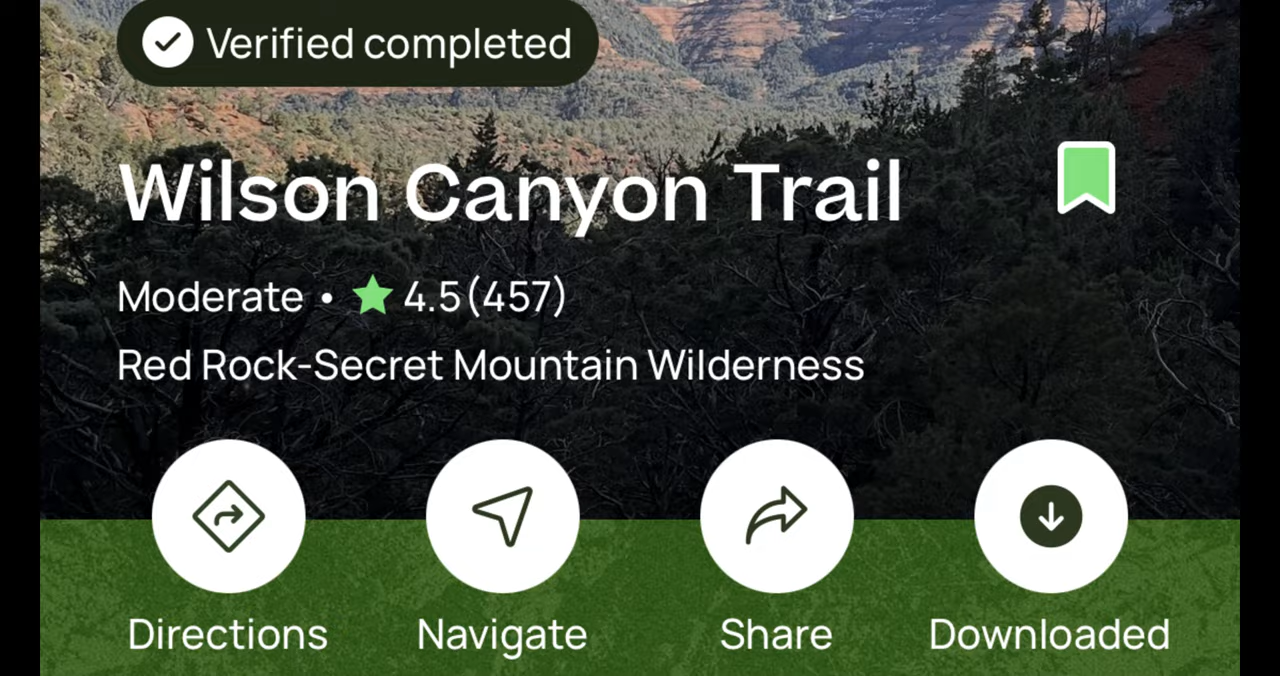 Verified completed
Wilson Canyon Trail
Moderate • 4.5(457)
Red Rock-Secret Mountain Wilderness
Directions Navigate Share Downloaded